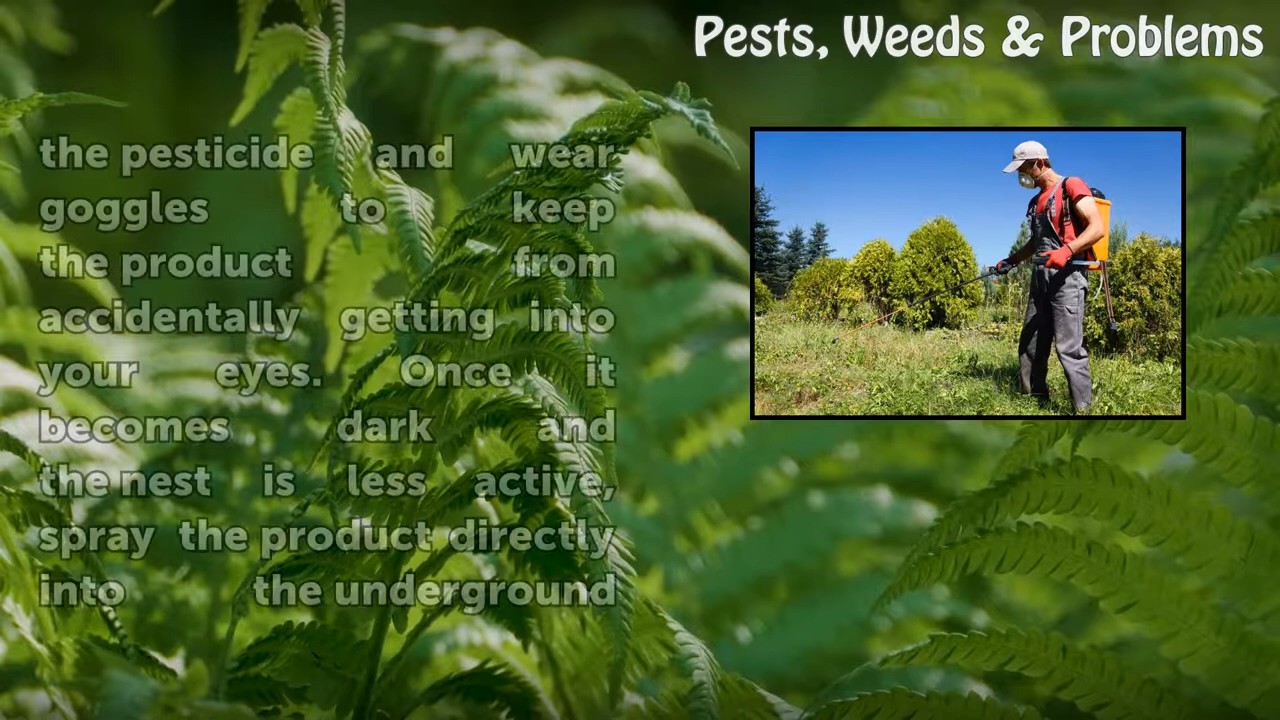 Pests, Weeds & Problems
the pesticide and wear
goggles to keep
the product from
accidentally getting into
your eyes. Once it
becomes dark and
the nest is less active,
spray the product directly
into the underground